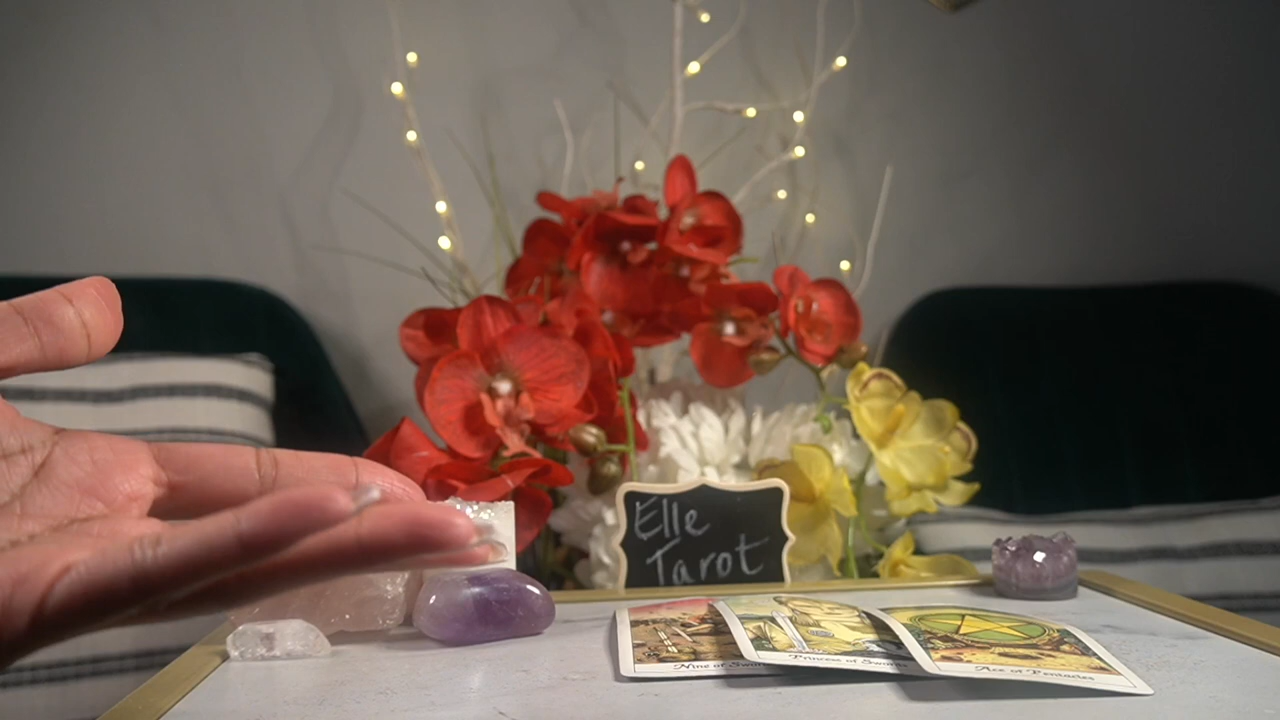 Elle
Tarot
Nine of Swords
Princess of Swords
Ace of Pentacles